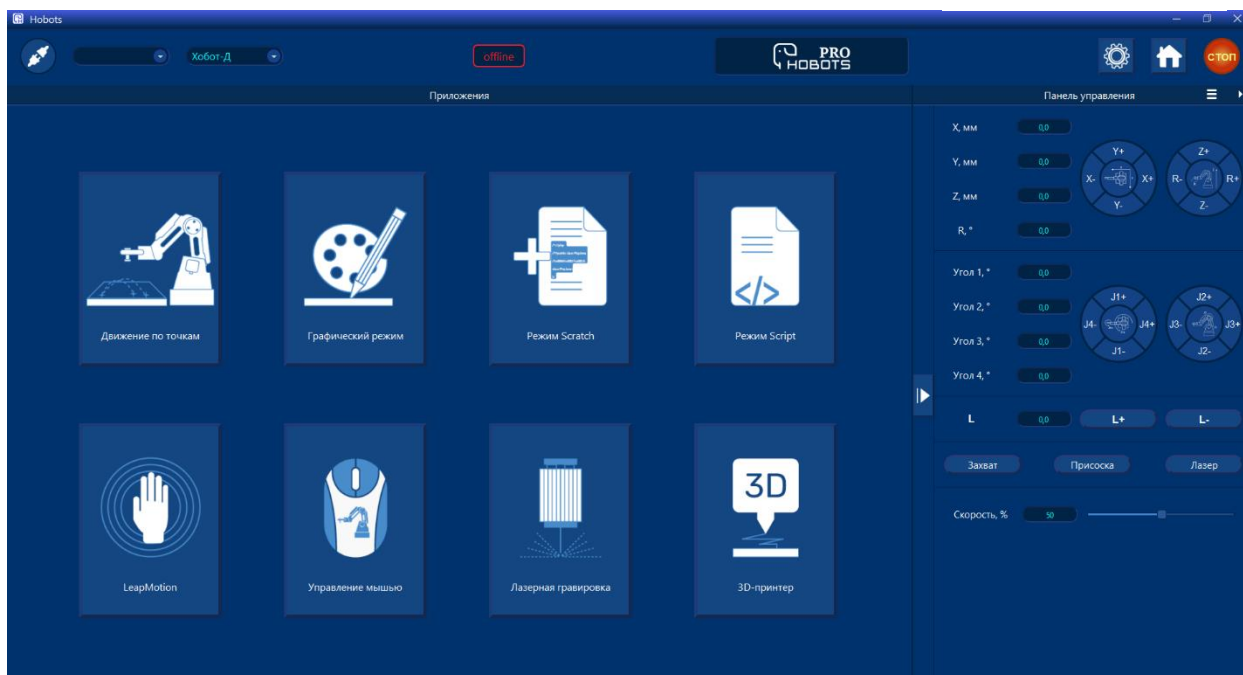 Hobots
Хобот-Д
offline
PRO
HOBOTS
СТОП
Приложения
Панель управления
Движение по точкам
Графический режим
Режим Scratch
Режим Script
</>
LeapMotion
Управление мышью
Лазерная гравировка
3D
3D-принтер
X, мм
0,0
Y, мм
0,0
Z, мм
0,0
R, °
0,0
Y+
X-
X+
Y-
Z+
R-
R+
Z-
Угол 1, °
0,0
Угол 2, °
0,0
Угол 3, °
0,0
Угол 4, °
0,0
J1+
J4-
J4+
J1-
J2+
J3-
J3+
J2-
L
0,0
L+
L-
Захват
Присоска
Лазер
Скорость, %
50